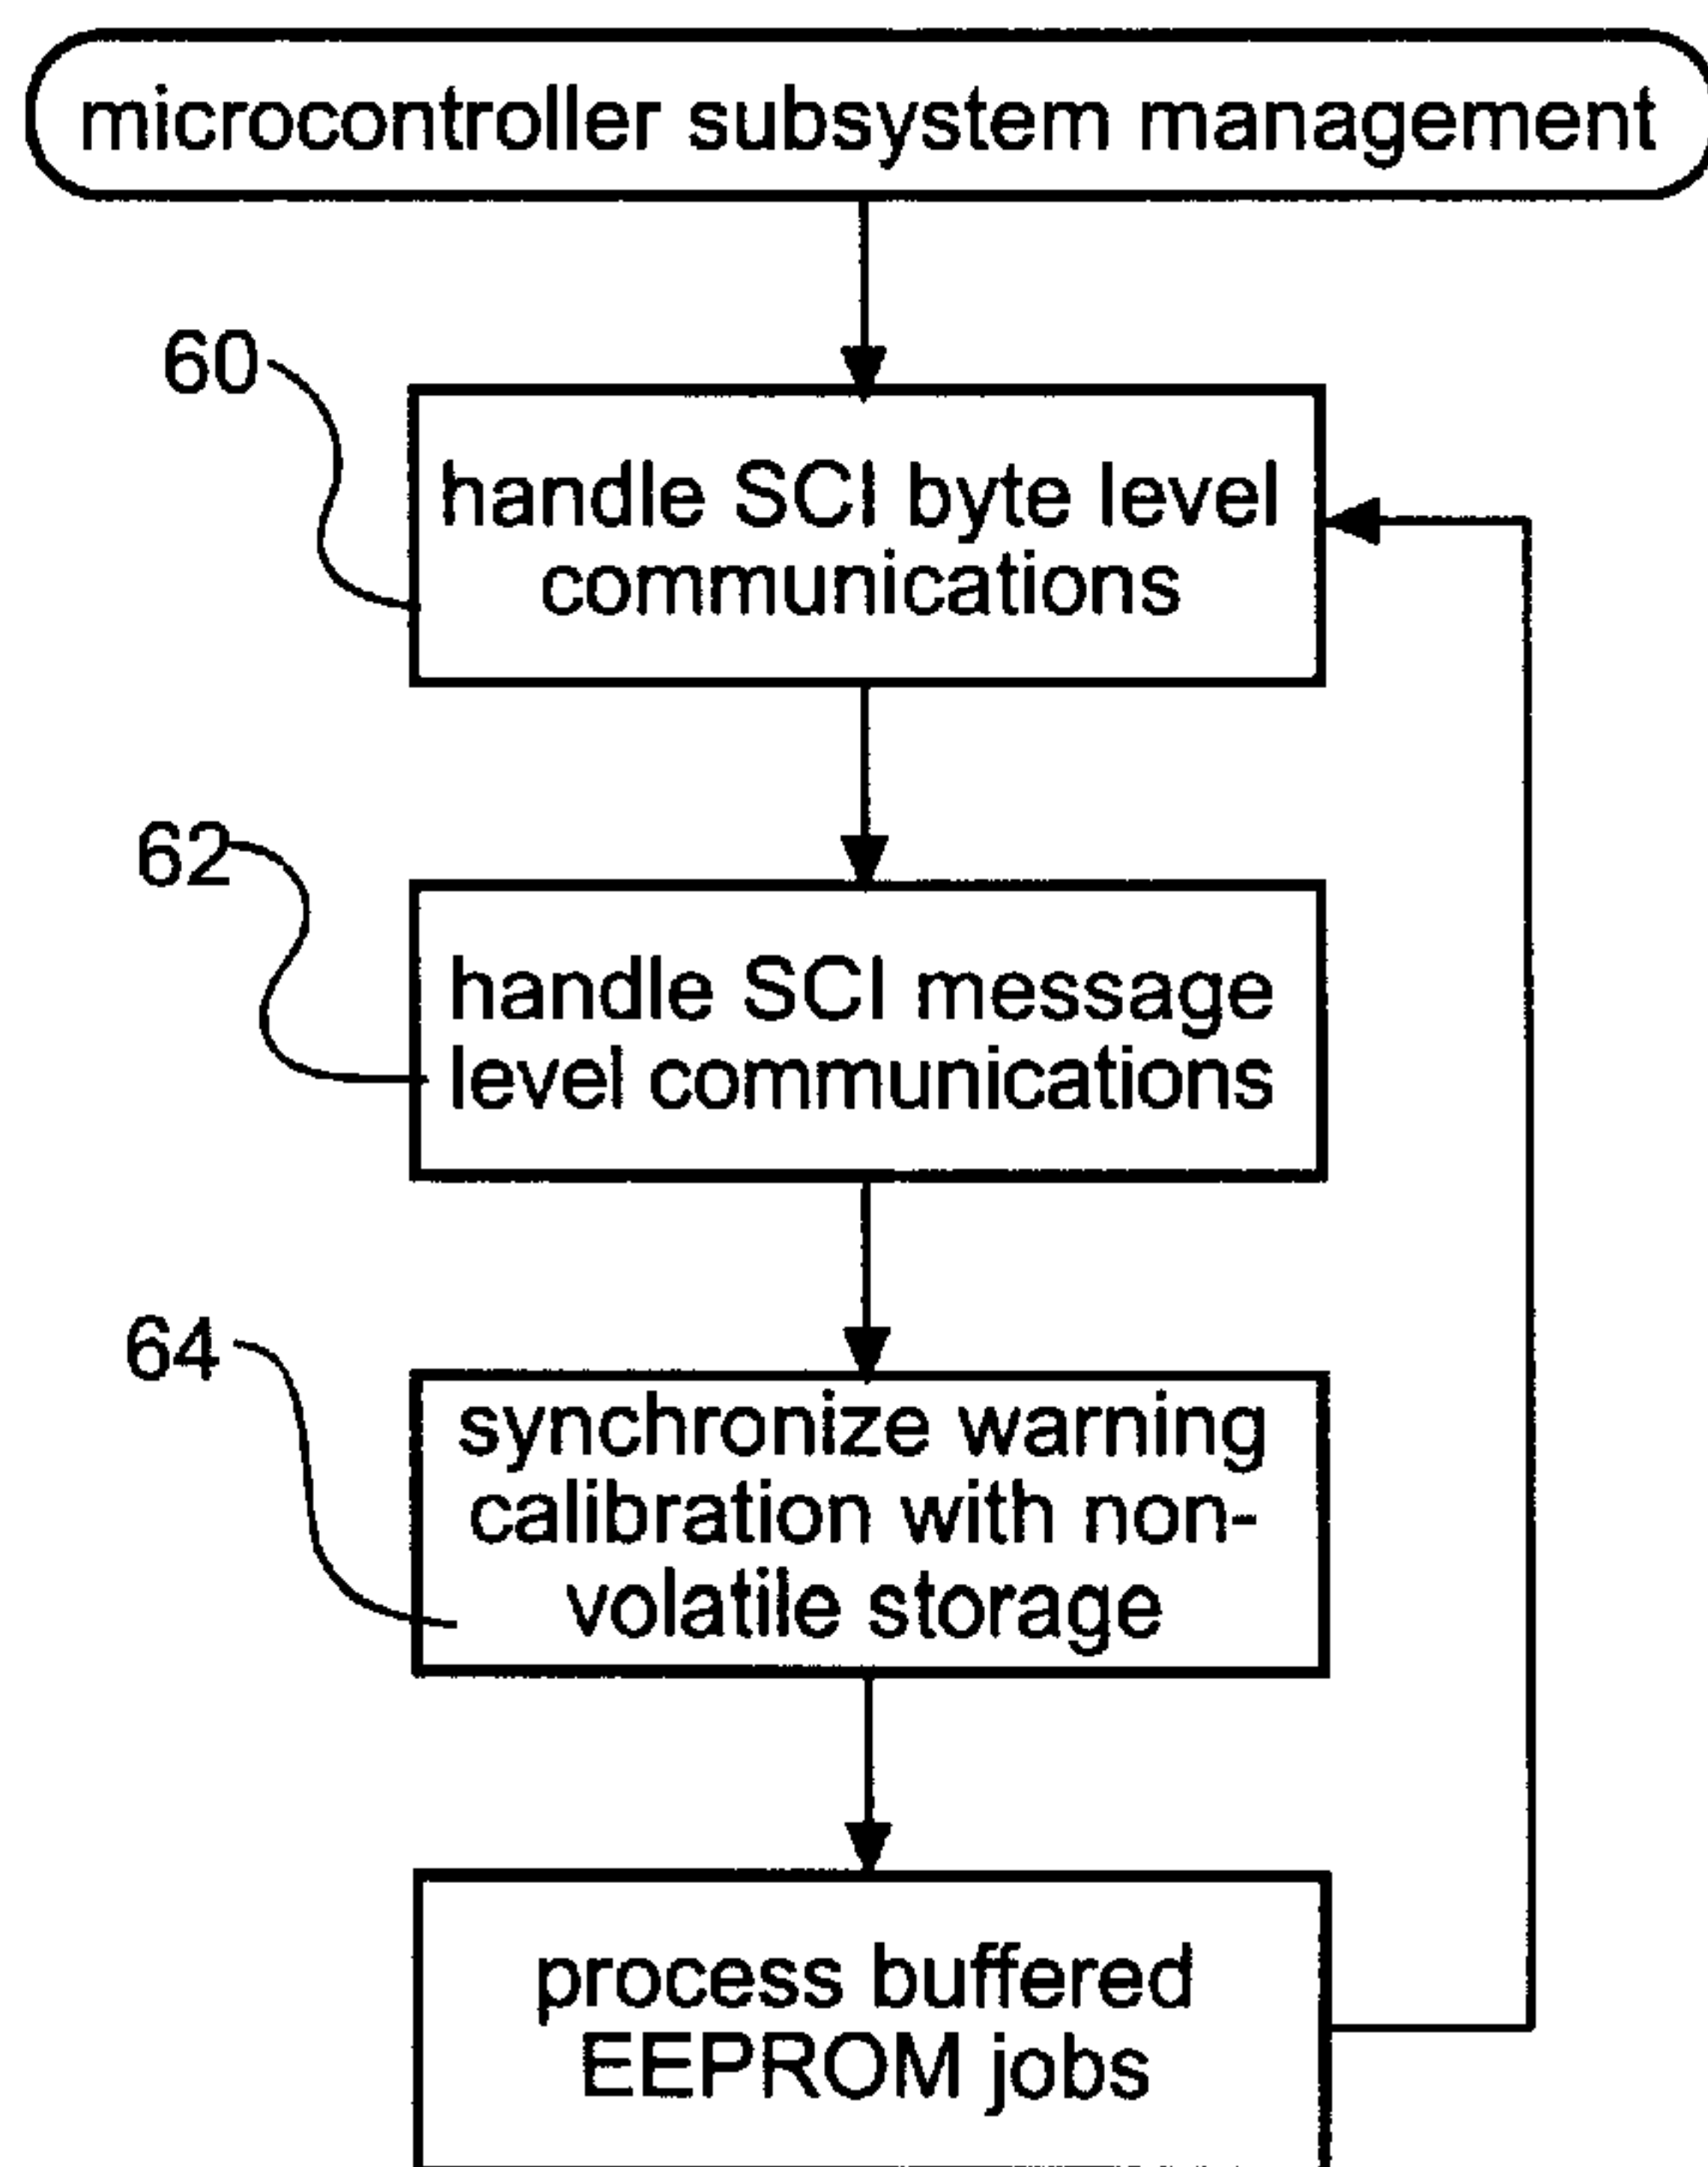 microcontroller subsystem management
60
handle SCI byte level
communications
62
handle SCI message
level communications
64
synchronize warning
calibration with non-
volatile storage
process buffered
EEPROM jobs